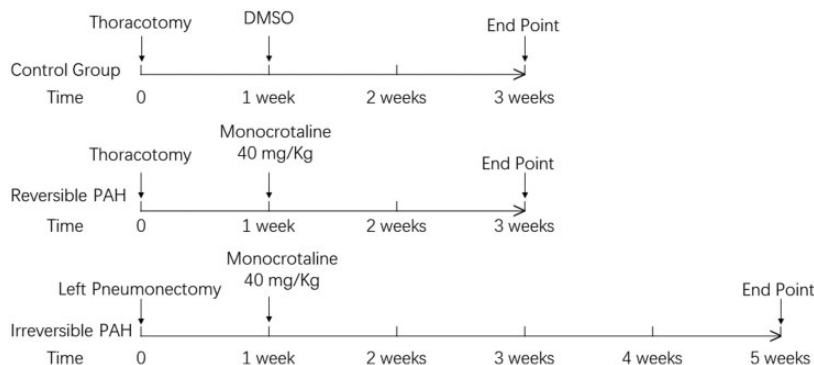 Thoracotomy DMSO End Point
Control Group
Time 0 1 week 2 weeks 3 weeks
Monocrotaline
40 mg/Kg
Thoracotomy End Point
Reversible PAH
Time 0 1 week 2 weeks 3 weeks
Monocrotaline
40 mg/Kg
Left Pneumonectomy End Point
Irreversible PAH
Time 0 1 week 2 weeks 3 weeks 4 weeks 5 weeks